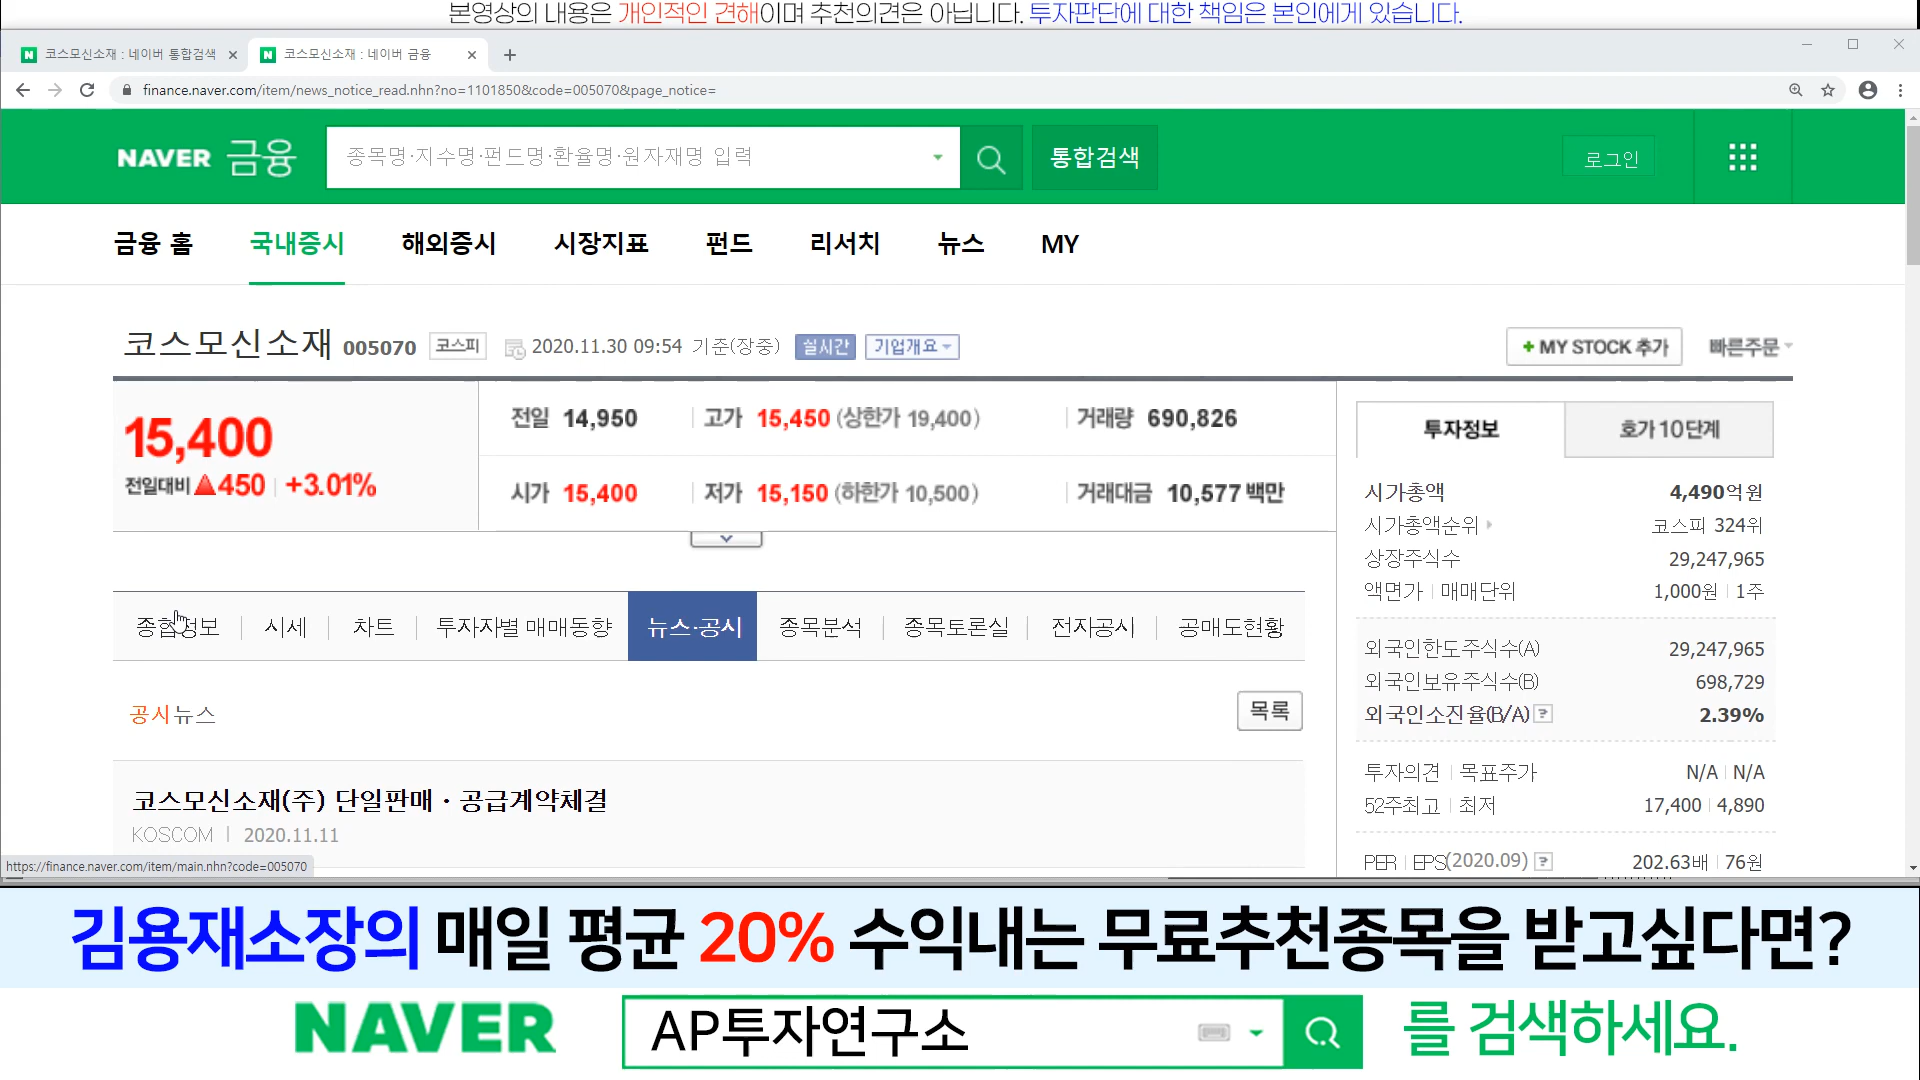 본영상의 내용은 개인적인 견해이며 추천의견은 아닙니다. 투자판단에 대한 책임은 본인에게 있습니다.
코스모신소재 : 네이버 통합검색
코스모신소재 : 네이버 금융
finance.naver.com/item/news_notice_read.nhn?no=1101850&code=005070&page_notice=
NAVER 금융
종목명·지수명·펀드명·환율명·원자재명 입력
통합검색
로그인
금융 홈 국내증시 해외증시 시장지표 펀드 리서치 뉴스 MY
코스모신소재 005070 코스피 2020.11.30 09:54 기준(장중) 실시간 기업개요
+ MY STOCK 추가 빠른주문
15,400
전일대비 ▲450 +3.01%
전일 14,950 고가 15,450 (상한가 19,400) 거래량 690,826
시가 15,400 저가 15,150 (하한가 10,500) 거래대금 10,577 백만
투자정보 호가 10단계
시가총액 4,490억원
시가총액순위 코스피 324위
상장주식수 29,247,965
액면가 매매단위 1,000원 1주
외국인한도주식수(A) 29,247,965
외국인보유주식수(B) 698,729
외국인소진율(B/A) ? 2.39%
투자의견 목표주가 N/A N/A
52주최고 최저 17,400 4,890
PER EPS(2020.09) ? 202.63배 76원
종합정보 시세 차트 투자자별 매매동향 뉴스·공시 종목분석 종목토론실 전자공시 공매도현황
공시뉴스
목록
코스모신소재(주) 단일판매ㆍ공급계약체결
KOSCOM 2020.11.11
https://finance.naver.com/item/main.nhn?code=005070
김용재소장의 매일 평균 20% 수익내는 무료추천종목을 받고싶다면?
NAVER AP투자연구소 를 검색하세요.